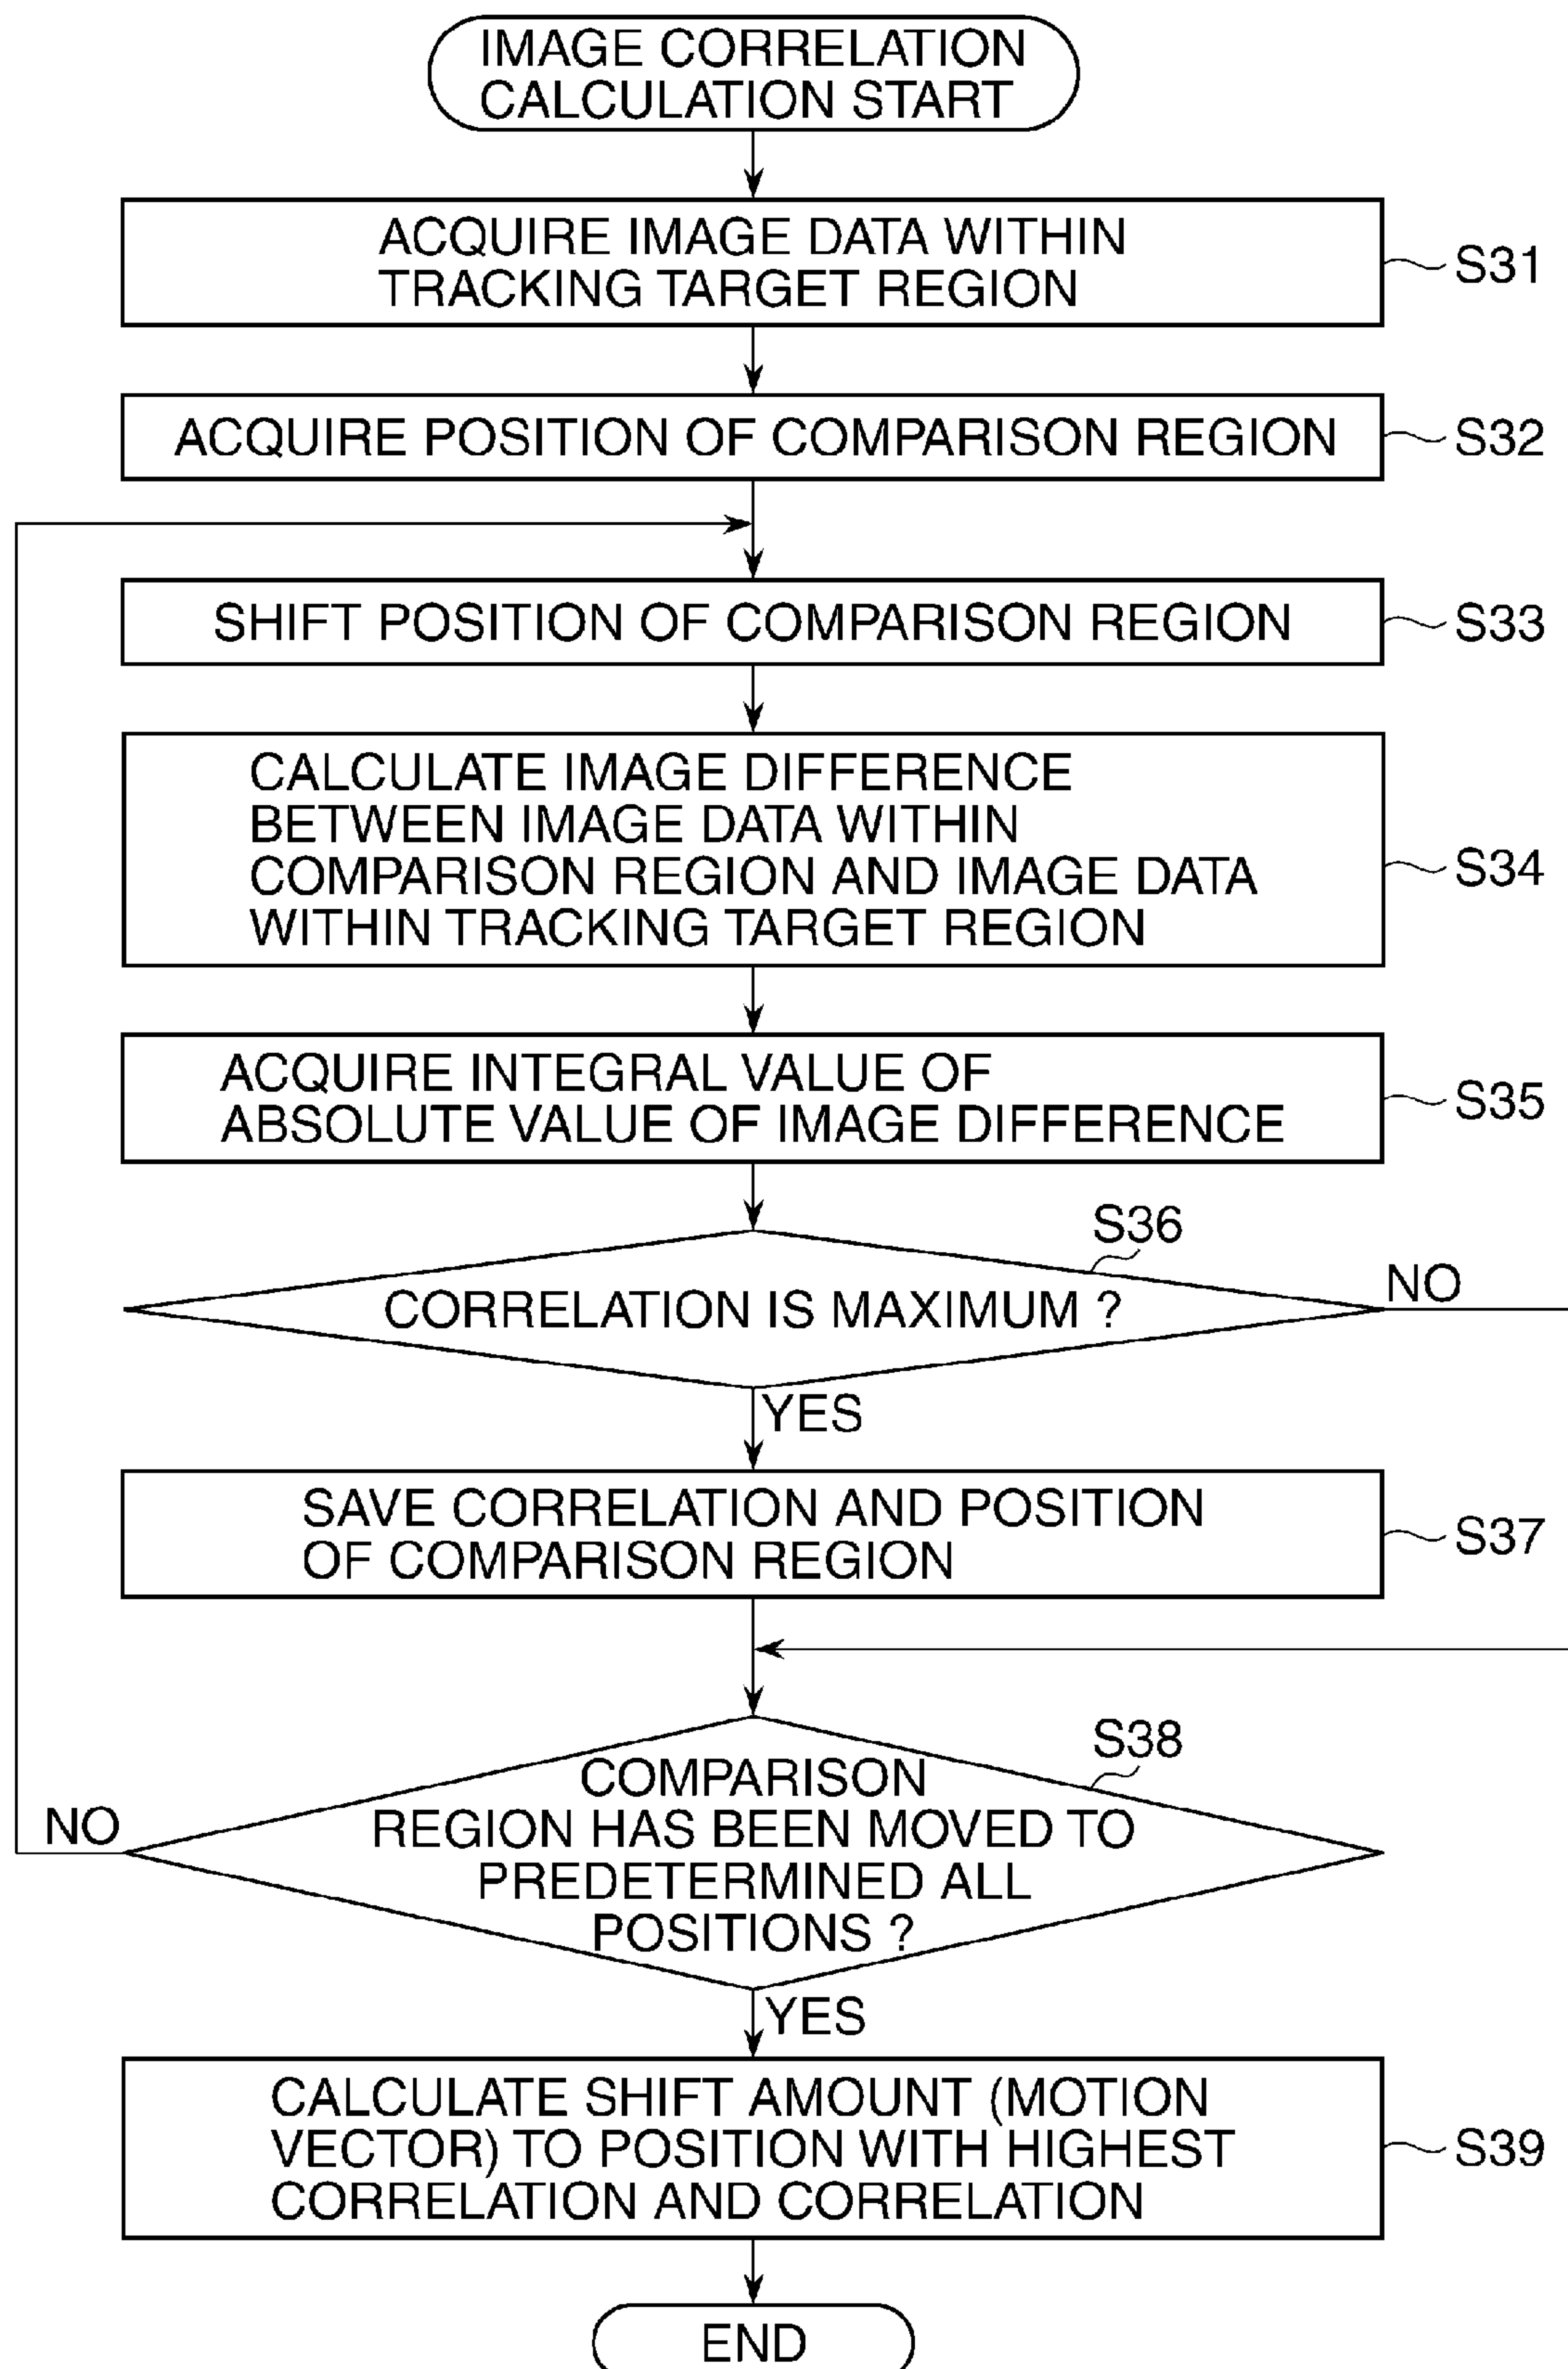 IMAGE CORRELATION
CALCULATION START
ACQUIRE IMAGE DATA WITHIN
TRACKING TARGET REGION
S31
ACQUIRE POSITION OF COMPARISON REGION
S32
SHIFT POSITION OF COMPARISON REGION
S33
CALCULATE IMAGE DIFFERENCE
BETWEEN IMAGE DATA WITHIN
COMPARISON REGION AND IMAGE DATA
WITHIN TRACKING TARGET REGION
S34
ACQUIRE INTEGRAL VALUE OF
ABSOLUTE VALUE OF IMAGE DIFFERENCE
S35
S36
CORRELATION IS MAXIMUM ?
NO
YES
SAVE CORRELATION AND POSITION
OF COMPARISON REGION
S37
S38
COMPARISON
REGION HAS BEEN MOVED TO
PREDETERMINED ALL
POSITIONS ?
NO
YES
CALCULATE SHIFT AMOUNT (MOTION
VECTOR) TO POSITION WITH HIGHEST
CORRELATION AND CORRELATION
S39
END